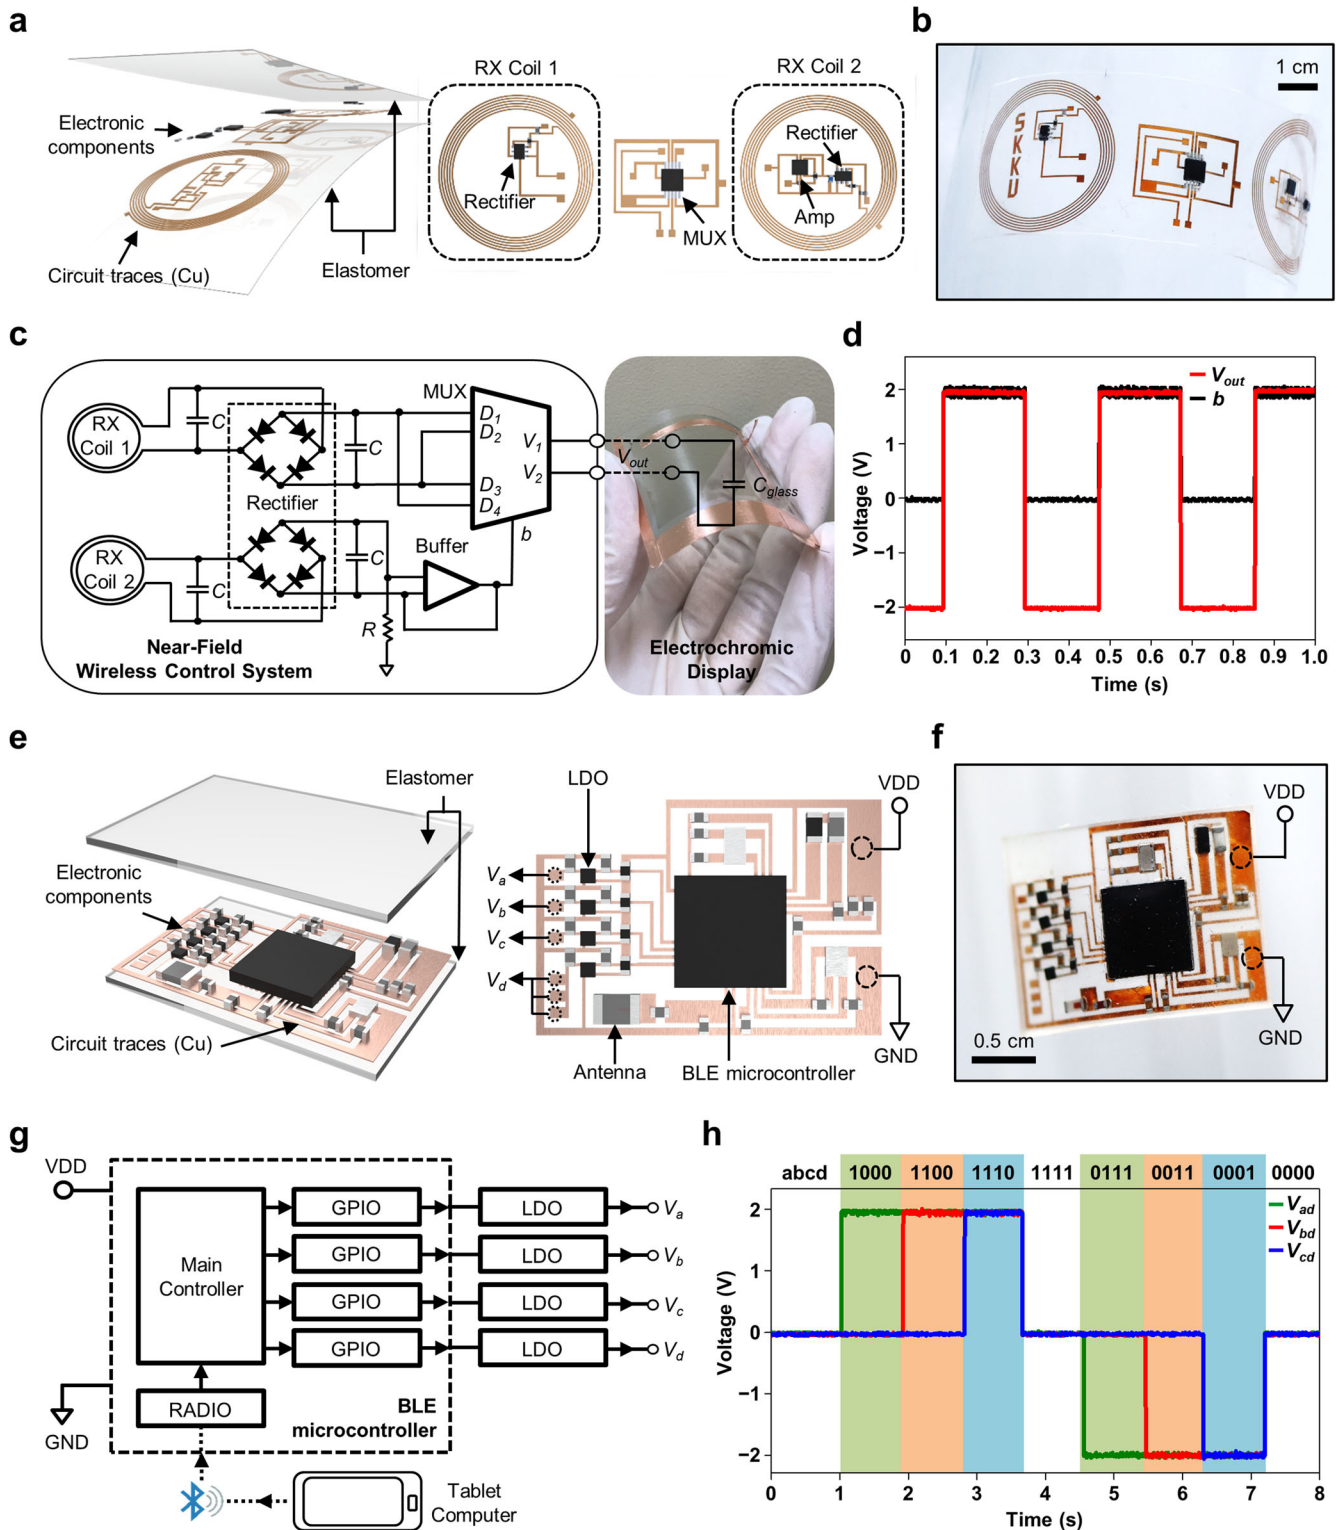 a
RX Coil 1
RX Coil 2
Electronic
components
Rectifier
Rectifier
Amp
MUX
Circuit traces (Cu)
Elastomer
b
1 cm
SKKU
c
RX
Coil 1
C
Rectifier
C
MUX
D1
D2
D3
D4
V1
V2
b
Vout
Cglass
RX
Coil 2
C
C
Buffer
R
Near-Field
Wireless Control System
Electrochromic
Display
d
Vout
b
2
1
0
−1
−2
Voltage (V)
0 0.1 0.2 0.3 0.4 0.5 0.6 0.7 0.8 0.9 1.0
Time (s)
e
Elastomer
Electronic
components
Circuit traces (Cu)
LDO
VDD
Va
Vb
Vc
Vd
GND
Antenna
BLE microcontroller
f
VDD
GND
0.5 cm
g
VDD
Main
Controller
GPIO LDO Va
GPIO LDO Vb
GPIO LDO Vc
GPIO LDO Vd
RADIO
BLE
microcontroller
GND
Tablet
Computer
h
abcd 1000 1100 1110 1111 0111 0011 0001 0000
Vad
Vbd
Vcd
2
1
0
−1
−2
Voltage (V)
0 1 2 3 4 5 6 7 8
Time (s)